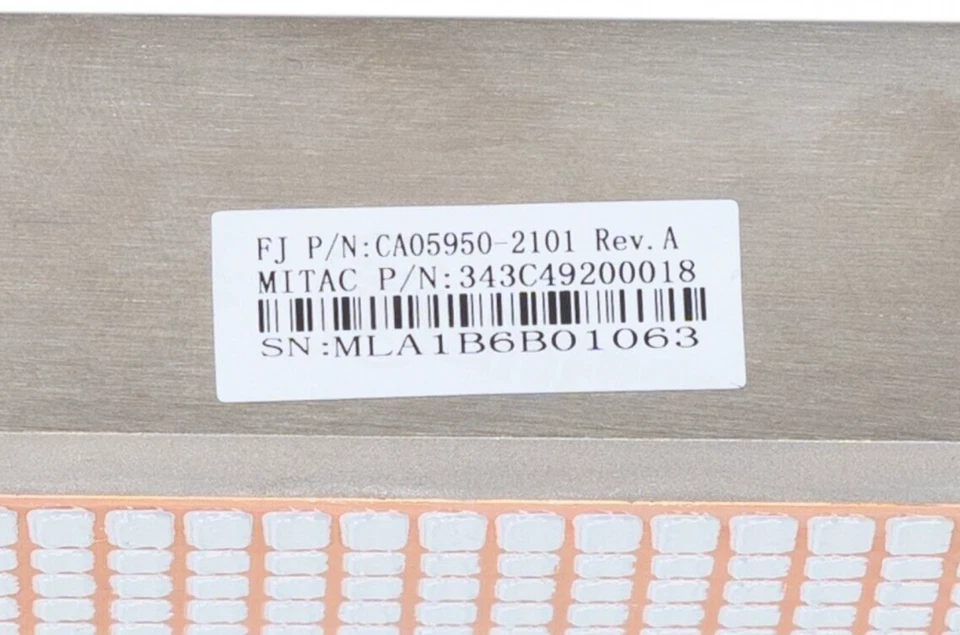 FJ P/N:CA05950-2101 Rev.A
MITAC P/N:343C49200018
SN:MLA1B6B01063